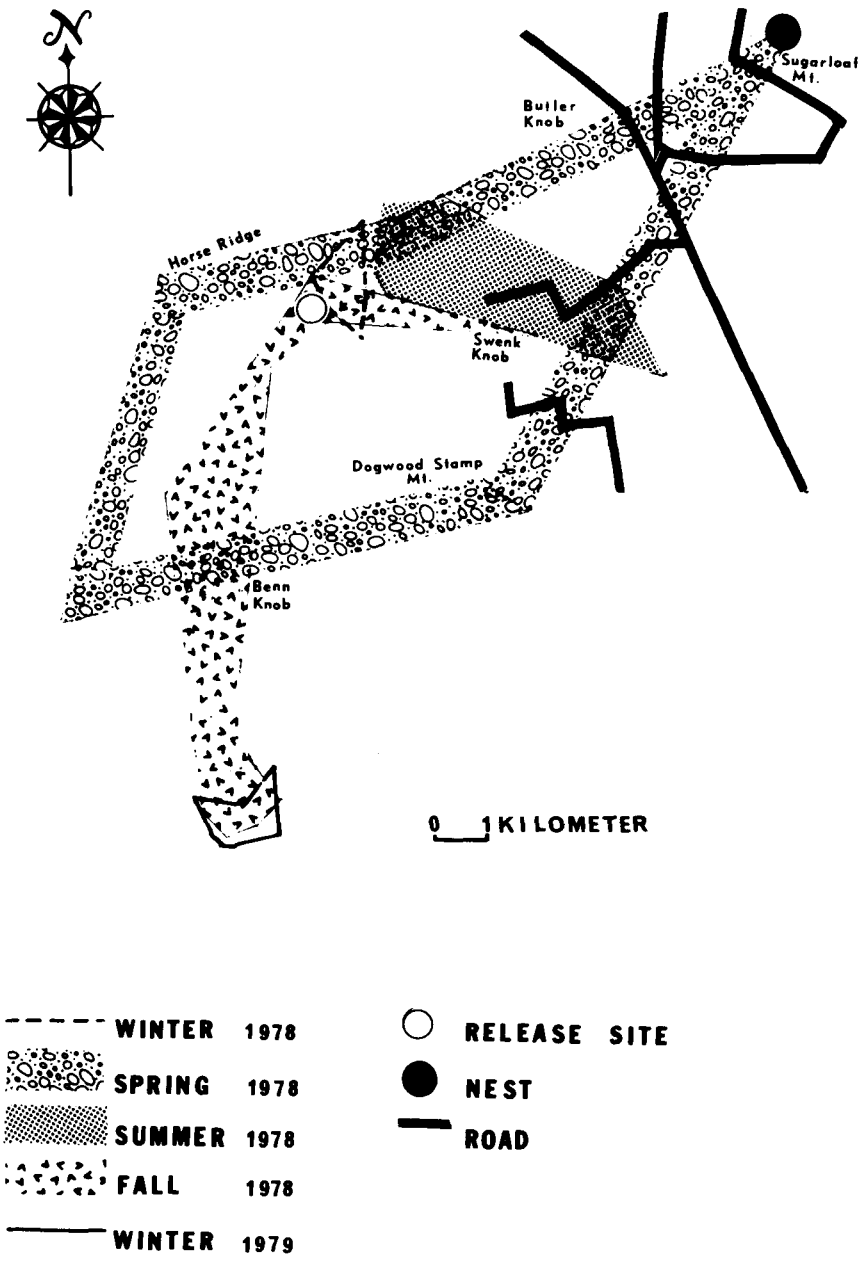 N
Sugarloaf
Mt.
Butler
Knob
Horse Ridge
Swenk
Knob
Dogwood Stamp
Mt.
Benn
Knob
0 1 KILOMETER
WINTER 1978
SPRING 1978
SUMMER 1978
FALL 1978
WINTER 1979
RELEASE SITE
NEST
ROAD